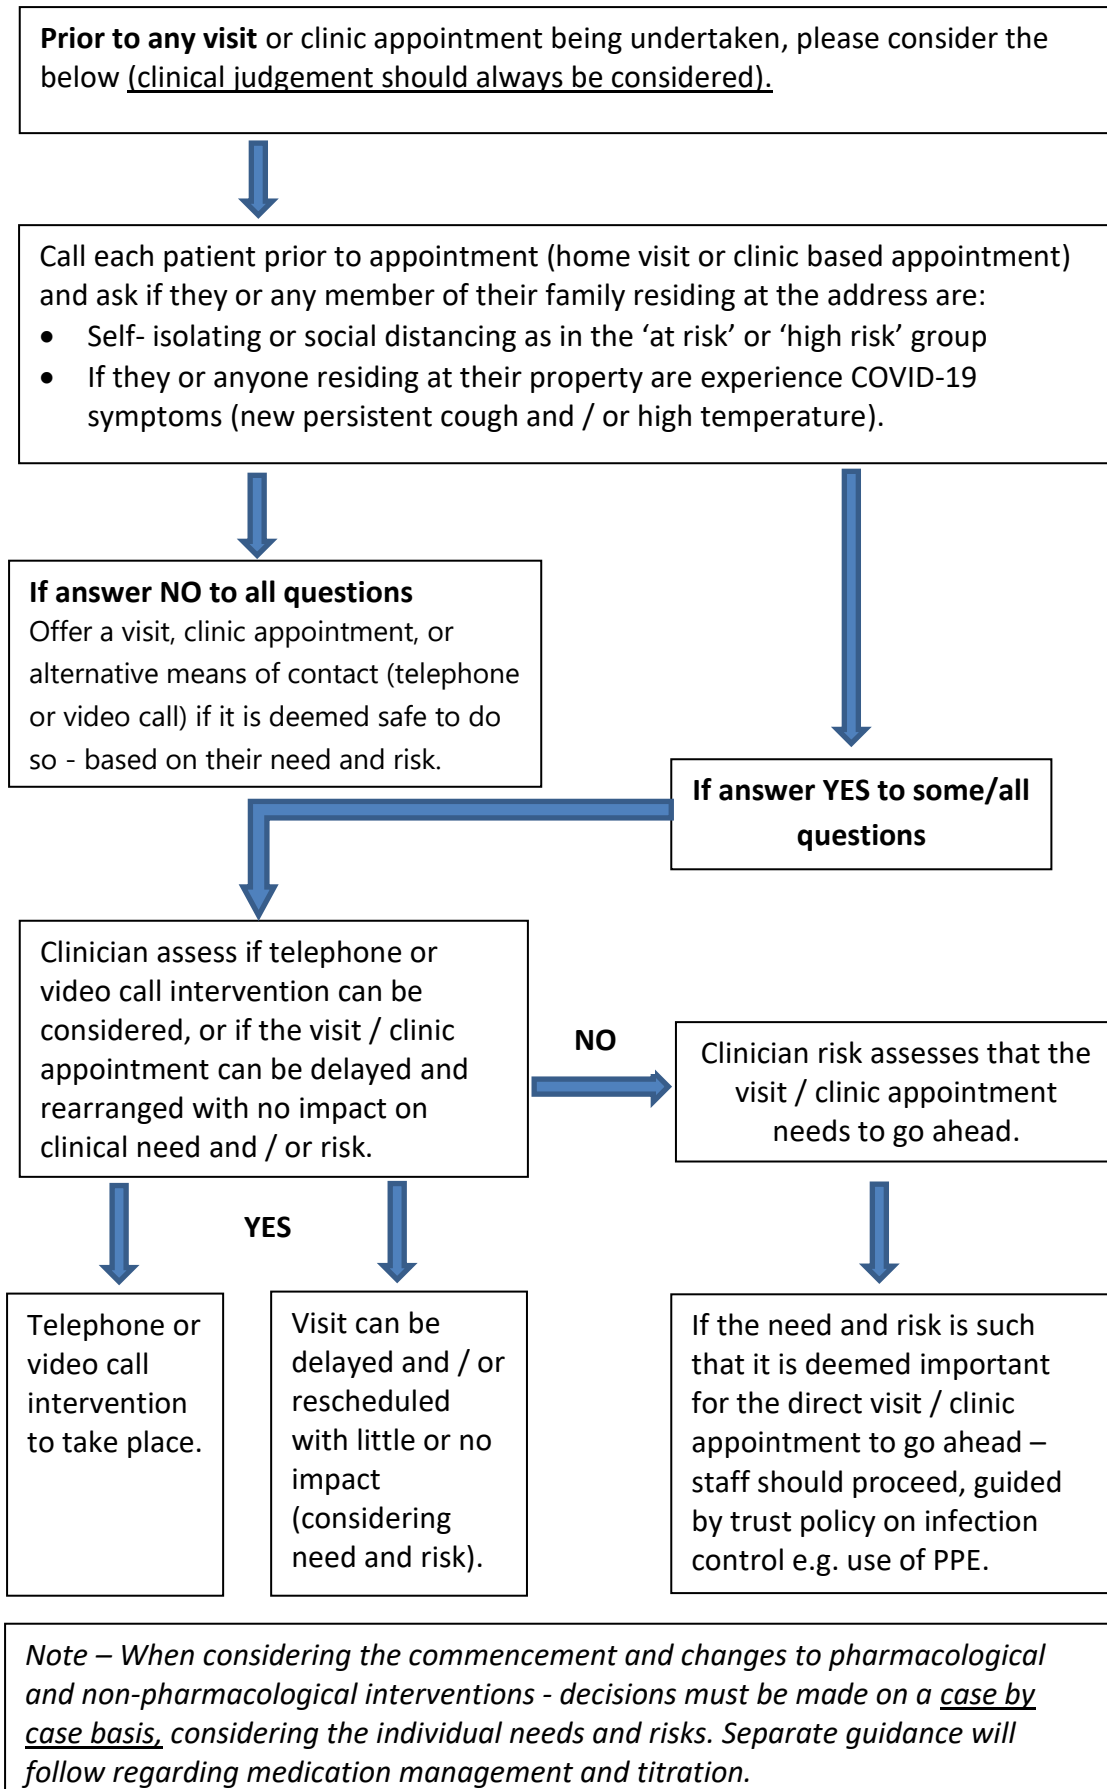 Prior to any visit or clinic appointment being undertaken, please consider the
below (clinical judgement should always be considered).
Call each patient prior to appointment (home visit or clinic based appointment)
and ask if they or any member of their family residing at the address are:
• Self- isolating or social distancing as in the ‘at risk’ or ‘high risk’ group
• If they or anyone residing at their property are experience COVID-19
symptoms (new persistent cough and / or high temperature).
If answer NO to all questions
Offer a visit, clinic appointment, or
alternative means of contact (telephone
or video call) if it is deemed safe to do
so - based on their need and risk.
If answer YES to some/all
questions
Clinician assess if telephone or
video call intervention can be
considered, or if the visit / clinic
appointment can be delayed and
rearranged with no impact on
clinical need and / or risk.
NO
Clinician risk assesses that the
visit / clinic appointment
needs to go ahead.
YES
Telephone or
video call
intervention
to take place.
Visit can be
delayed and / or
rescheduled
with little or no
impact
(considering
need and risk).
If the need and risk is such
that it is deemed important
for the direct visit / clinic
appointment to go ahead –
staff should proceed, guided
by trust policy on infection
control e.g. use of PPE.
Note – When considering the commencement and changes to pharmacological
and non-pharmacological interventions - decisions must be made on a case by
case basis, considering the individual needs and risks. Separate guidance will
follow regarding medication management and titration.